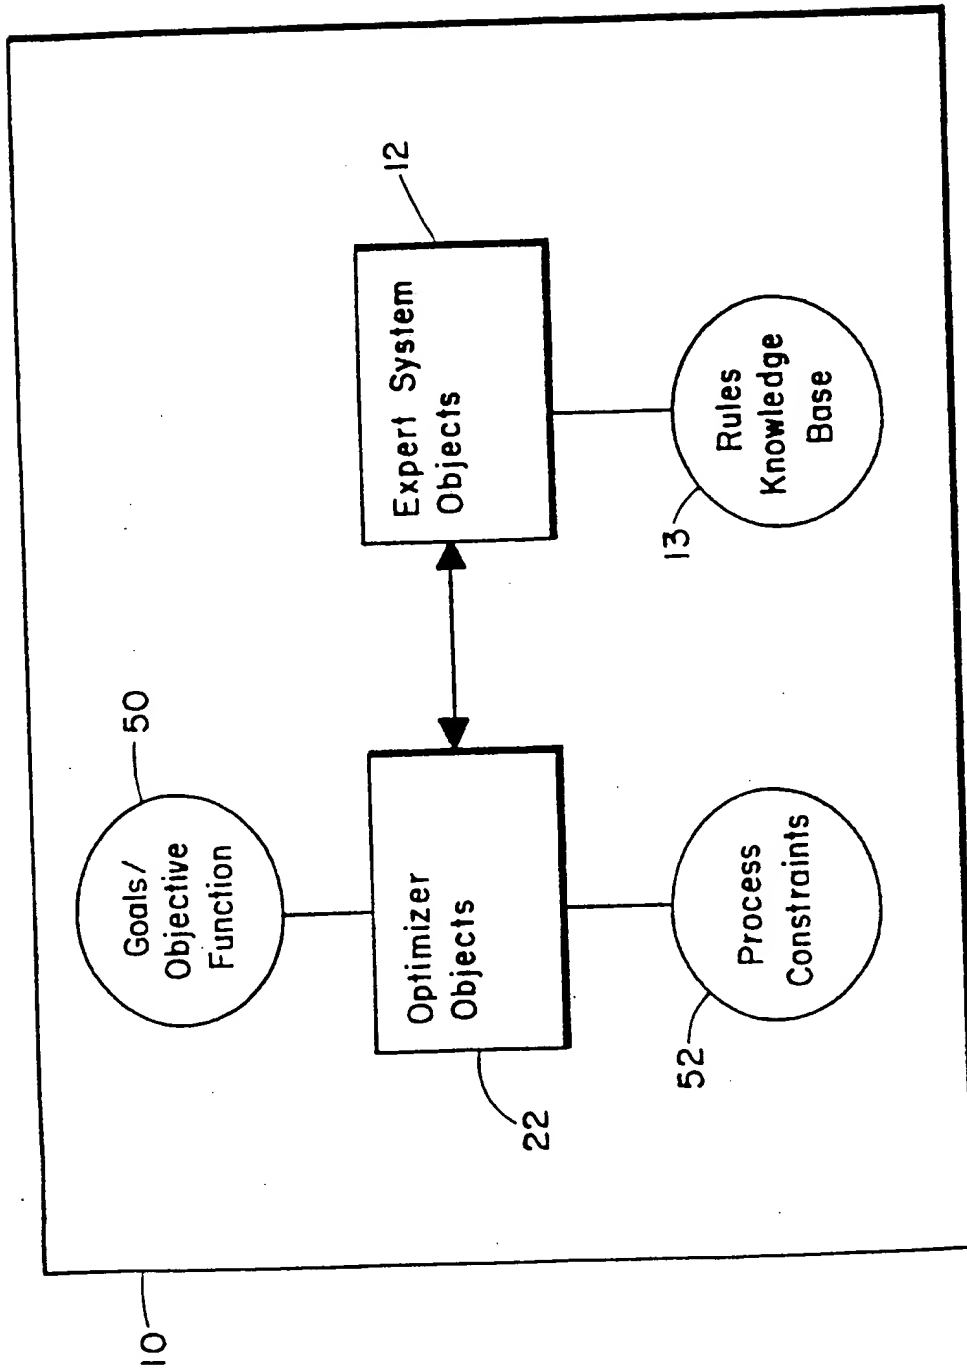 10
50
Goals/
Objective
Function
Optimizer
Objects
22
52
Process
Constraints
12
Expert System
Objects
13
Rules
Knowledge
Base